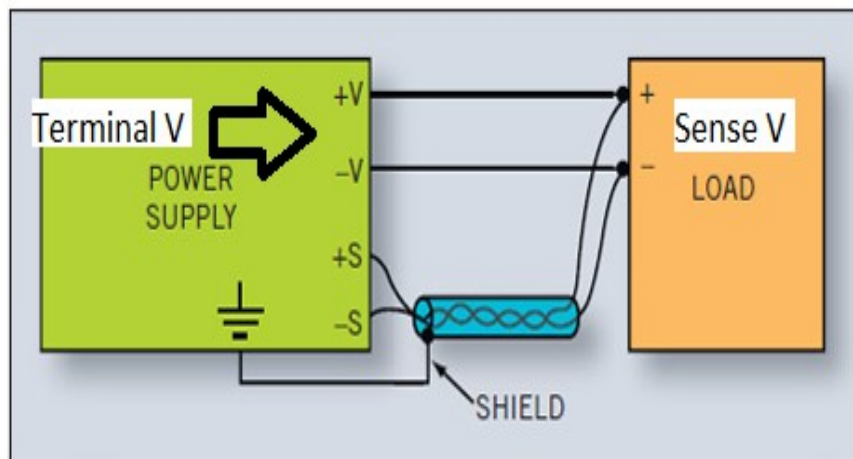 Terminal V
POWER
SUPPLY
+V
–V
+S
–S
+
–
Sense V
LOAD
SHIELD